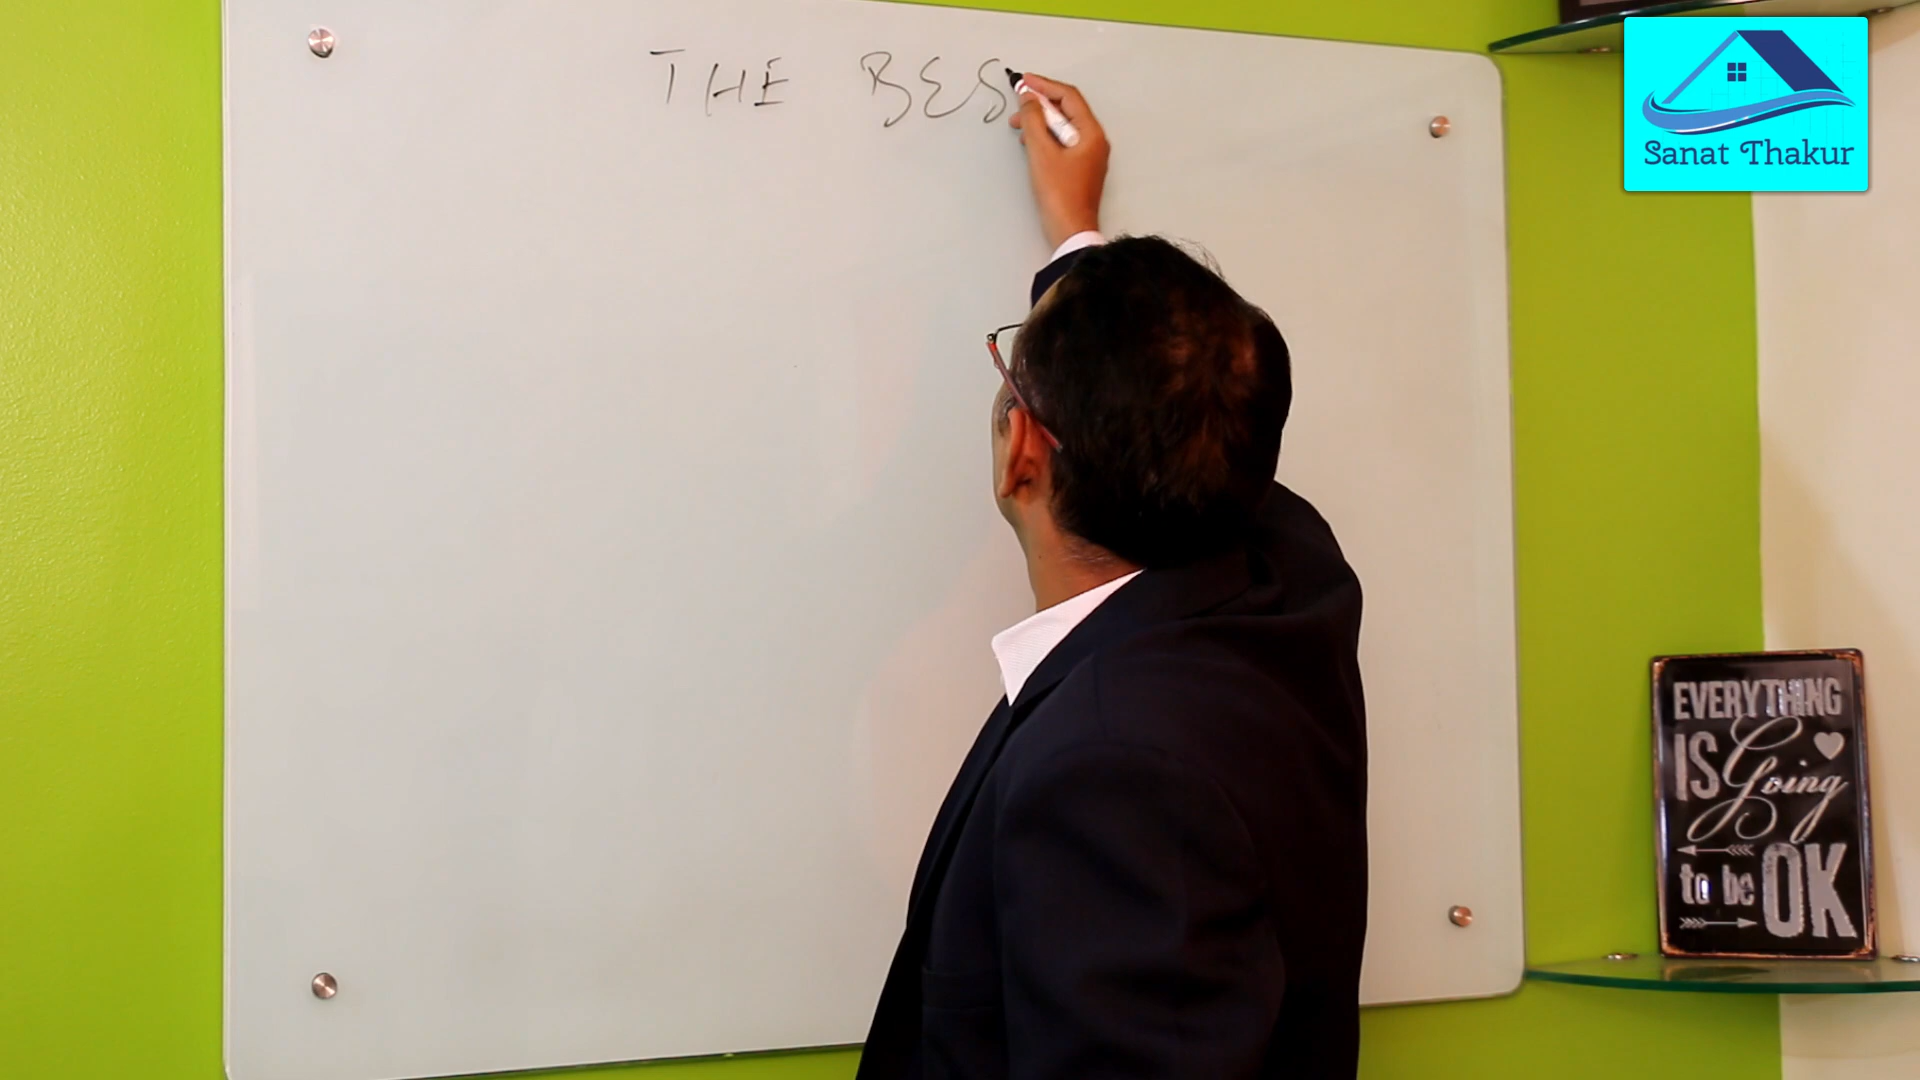 THE BES
Sanat Thakur
EVERYTHING
IS Going
to be OK